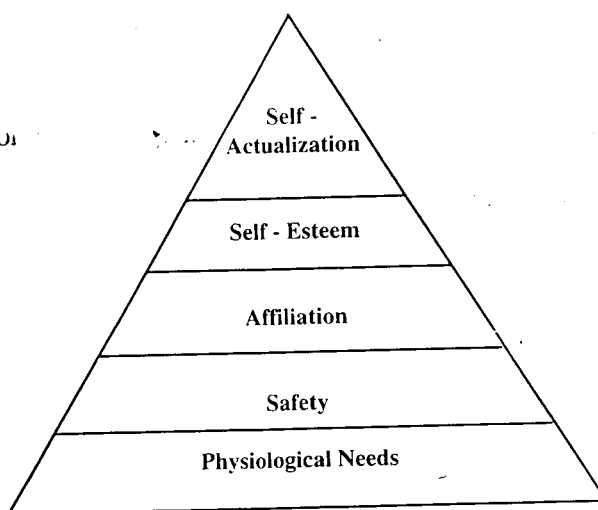 Self -
Actualization
Self - Esteem
Affiliation
Safety
Physiological Needs